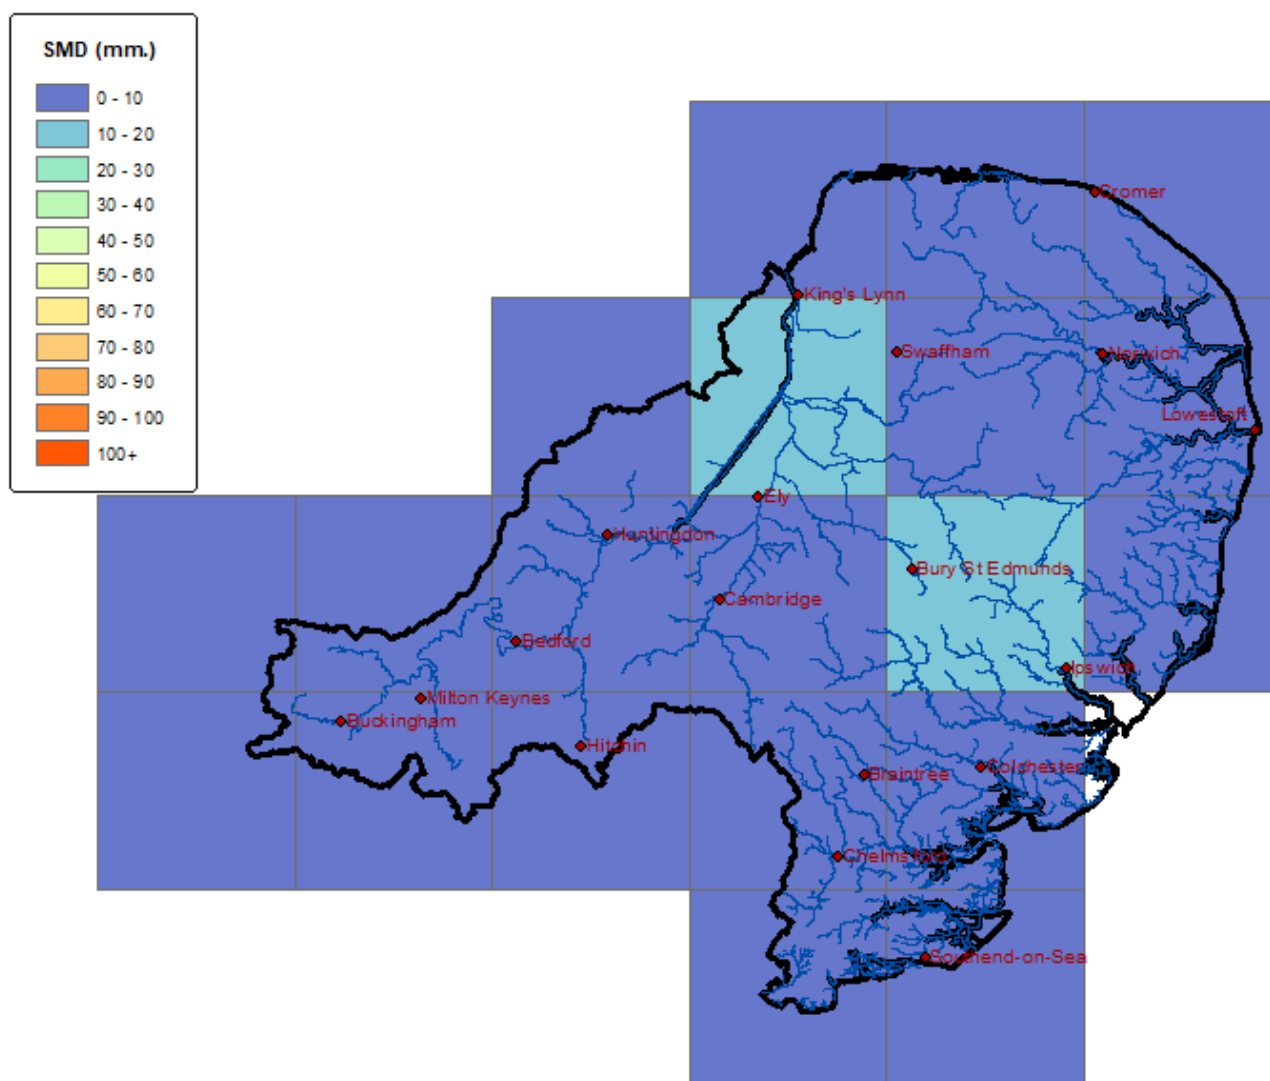 SMD (mm.)
0 - 10
10 - 20
20 - 30
30 - 40
40 - 50
50 - 60
60 - 70
70 - 80
80 - 90
90 - 100
100+
Cromer
King's Lynn
Swaffham
Norwich
Lowestoft
Ely
Huntingdon
Bury St Edmunds
Cambridge
Bedford
Ipswich
Milton Keynes
Buckingham
Hitchin
Braintree
Colchester
Chelmsford
Southend-on-Sea